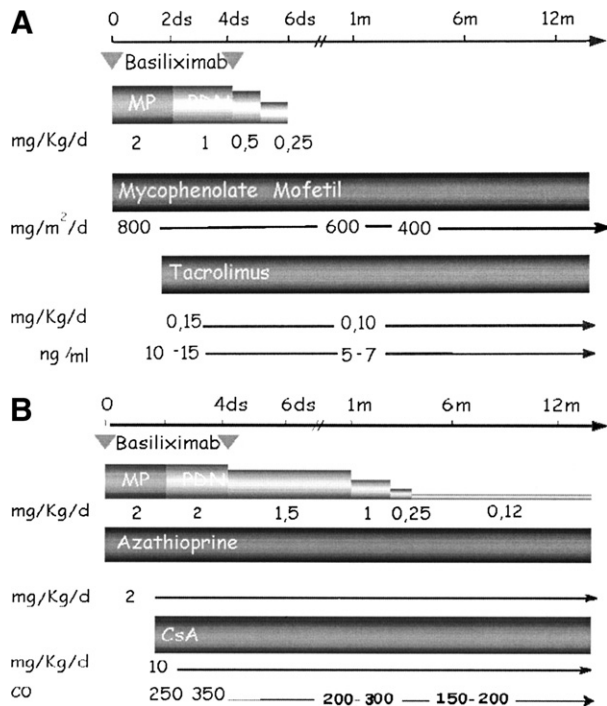 A
0 2ds 4ds 6ds 1m 6m 12m
Basiliximab
MP PDN
mg/Kg/d 2 1 0,5 0,25
Mycophenolate Mofetil
mg/m²/d 800 600 400
Tacrolimus
mg/Kg/d 0,15 0,10
ng/ml 10 -15 5-7
B
0 4ds 6ds 1m 6m 12m
Basiliximab
MP PDN
mg/Kg/d 2 2 1,5 1 0,25 0,12
Azathioprine
mg/Kg/d 2
CsA
mg/Kg/d 10
CO 250 350 200-300 150-200